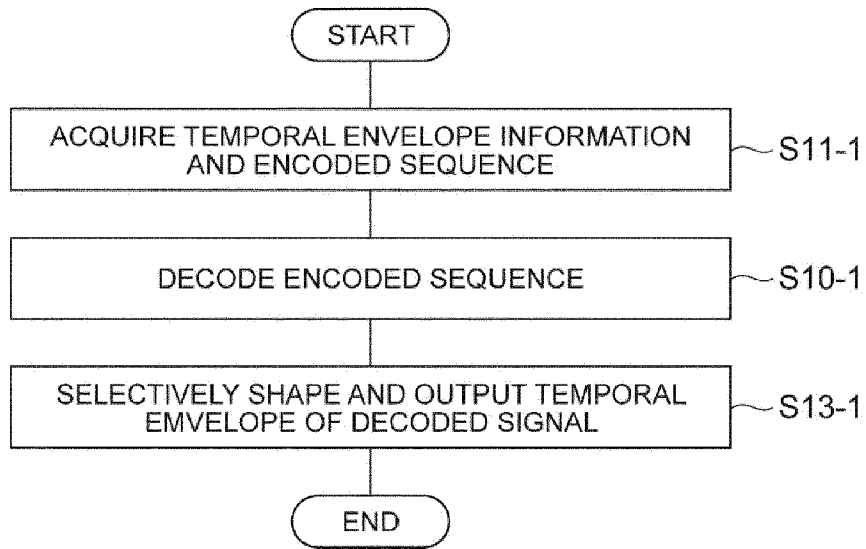 START
ACQUIRE TEMPORAL ENVELOPE INFORMATION
AND ENCODED SEQUENCE
S11-1
DECODE ENCODED SEQUENCE
S10-1
SELECTIVELY SHAPE AND OUTPUT TEMPORAL
EMVELOPE OF DECODED SIGNAL
S13-1
END